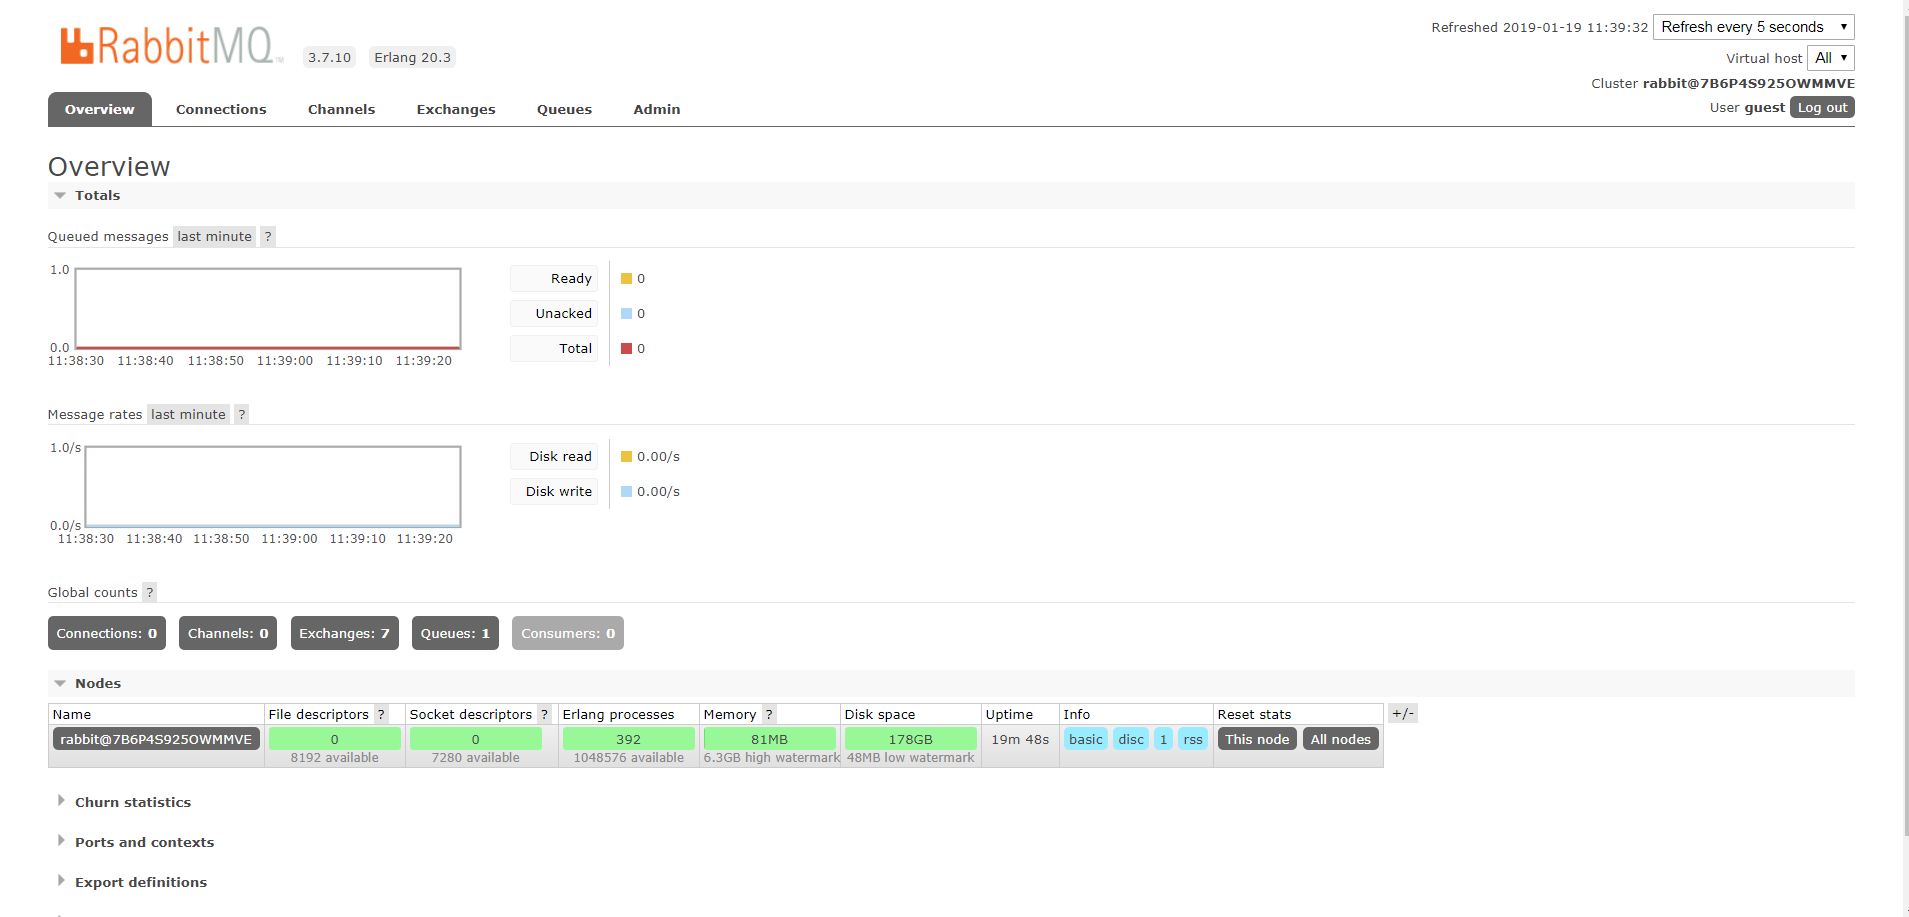 RabbitMQ TM 3.7.10 Erlang 20.3
Refreshed 2019-01-19 11:39:32 Refresh every 5 seconds
Virtual host All
Cluster rabbit@7B6P4S925OWMMVE
User guest Log out
Overview Connections Channels Exchanges Queues Admin
Overview
Totals
Queued messages last minute ?
1.0
0.0
11:38:30 11:38:40 11:38:50 11:39:00 11:39:10 11:39:20
Ready 0
Unacked 0
Total 0
Message rates last minute ?
1.0/s
0.0/s
11:38:30 11:38:40 11:38:50 11:39:00 11:39:10 11:39:20
Disk read 0.00/s
Disk write 0.00/s
Global counts ?
Connections: 0 Channels: 0 Exchanges: 7 Queues: 1 Consumers: 0
Nodes
Name File descriptors ? Socket descriptors ? Erlang processes Memory ? Disk space Uptime Info Reset stats +/-
rabbit@7B6P4S925OWMMVE 0 0 392 81MB 178GB 19m 48s basic disc 1 rss This node All nodes
8192 available 7280 available 1048576 available 6.3GB high watermark 48MB low watermark
Churn statistics
Ports and contexts
Export definitions